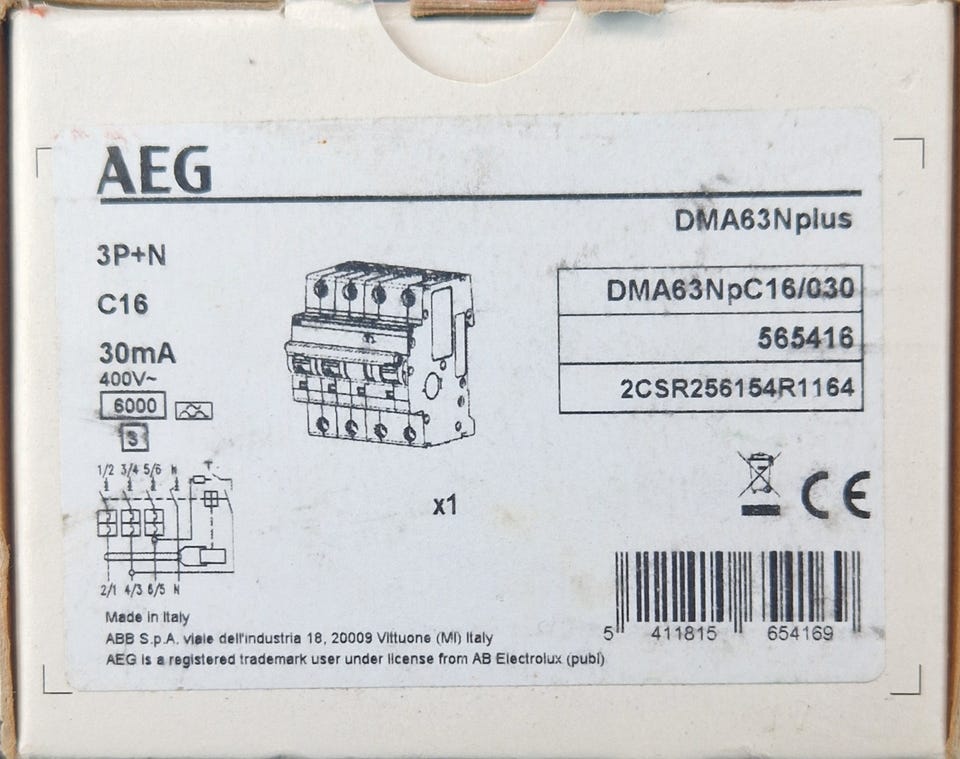 AEG
DMA63Nplus
3P+N
C16
30mA
400V~
6000
S
DMA63NpC16/030
565416
2CSR256154R1164
1/2 3/4 5/6 N
T
2/1 4/3 6/5 N
x1
CE
5 411815 654169
Made in Italy
ABB S.p.A. viale dell'industria 18, 20009 Vittuone (MI) Italy
AEG is a registered trademark user under license from AB Electrolux (publ)